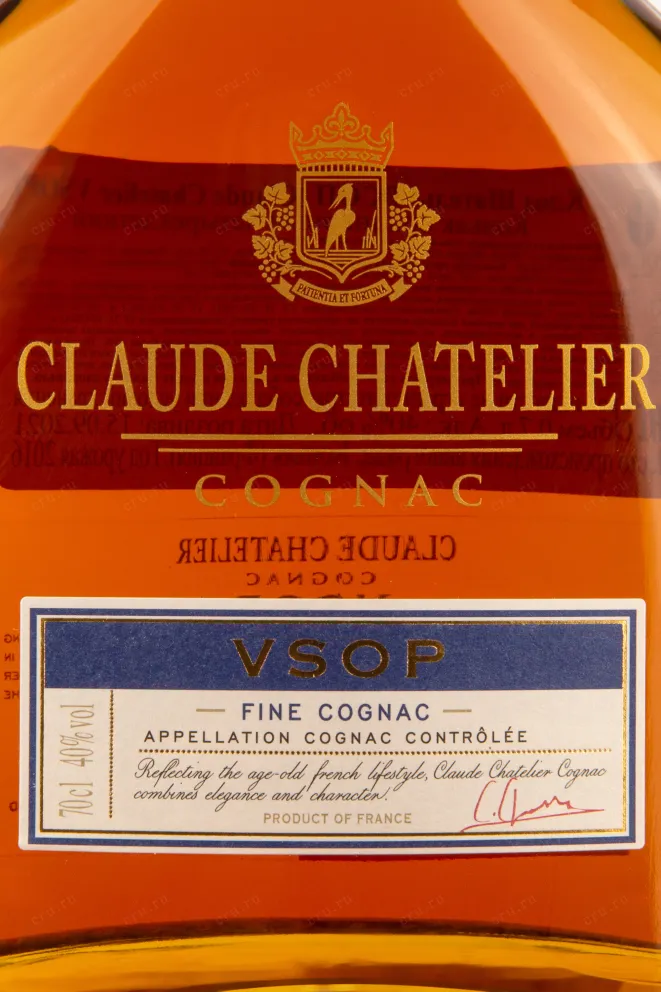 PATIENTIA ET FORTUNA
CLAUDE CHATELIER
COGNAC
CLAUDE CHATELIER
COGNAC
VSOP
FINE COGNAC
APPELLATION COGNAC CONTRÔLÉE
70cl 40%vol
Reflecting the age-old french lifestyle, Claude Chatelier Cognac
combines elegance and character.
PRODUCT OF FRANCE